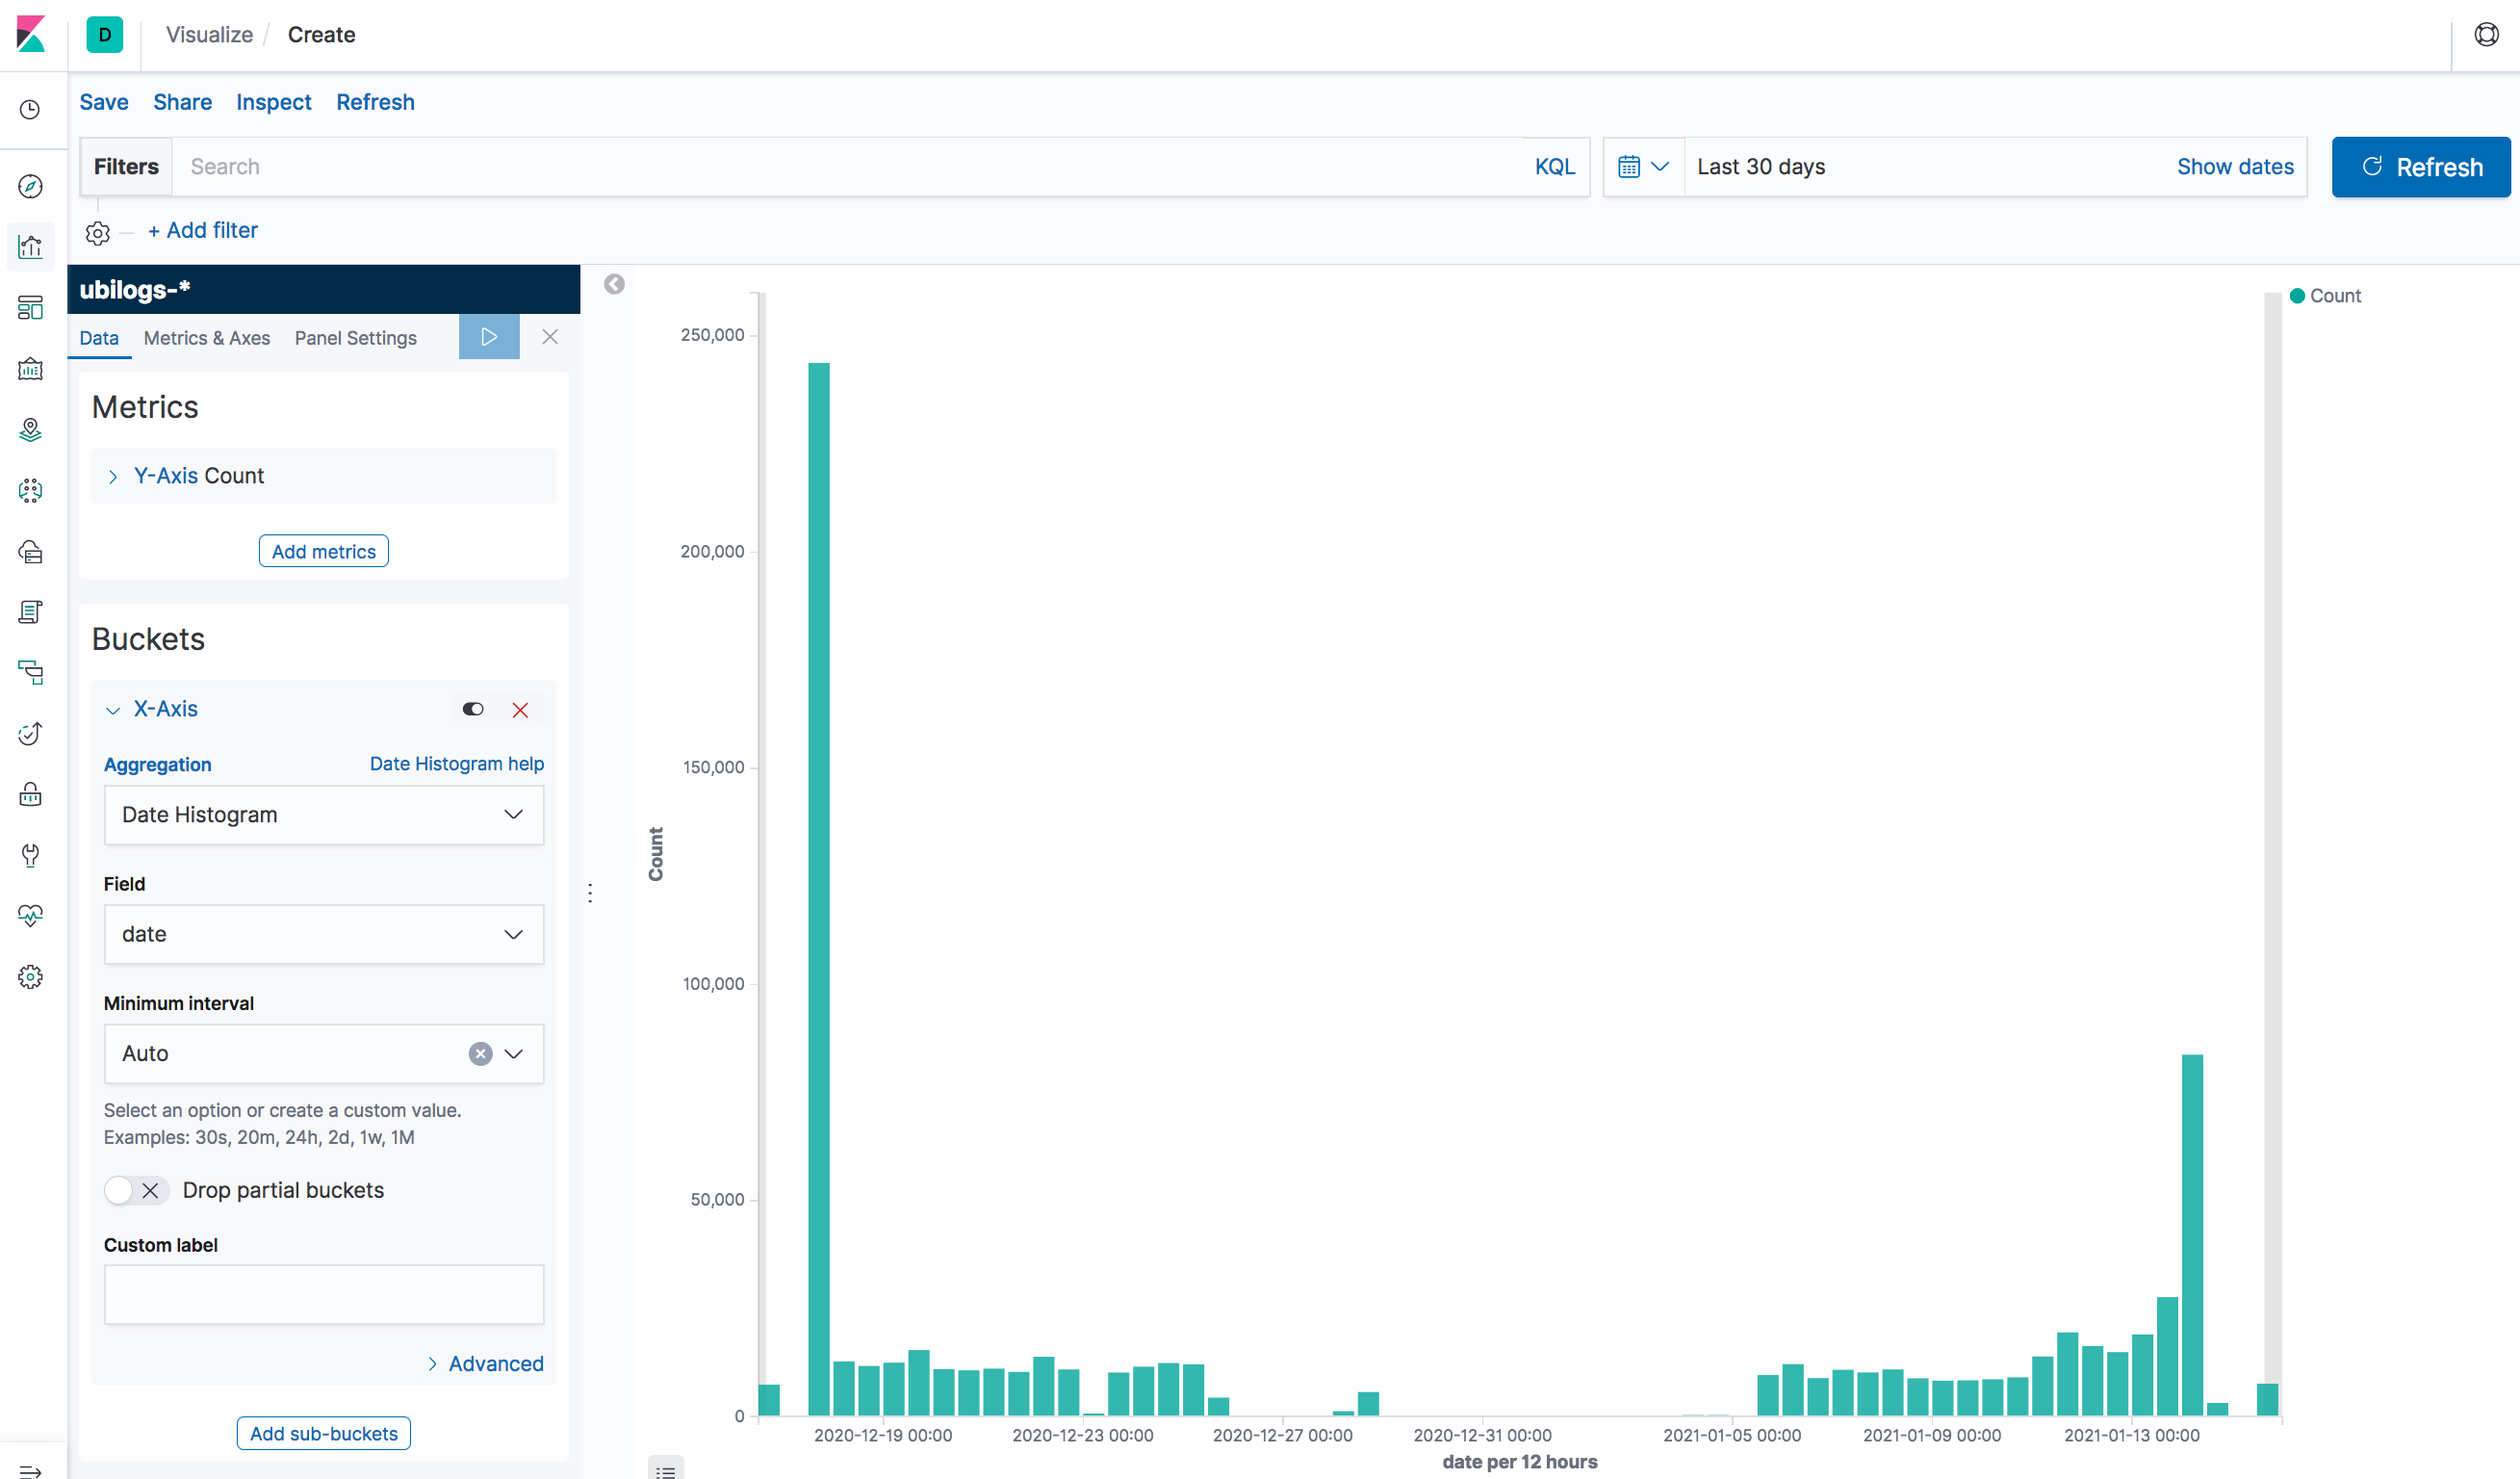 D
Visualize / Create
Save Share Inspect Refresh
Filters Search KQL Last 30 days Show dates Refresh
+ Add filter
ubilogs-*
Data Metrics & Axes Panel Settings
Metrics
Y-Axis Count
Add metrics
Buckets
X-Axis
Aggregation Date Histogram help
Date Histogram
Field
date
Minimum interval
Auto
Select an option or create a custom value.
Examples: 30s, 20m, 24h, 2d, 1w, 1M
Drop partial buckets
Custom label
Advanced
Add sub-buckets
Count
250,000
200,000
150,000
100,000
50,000
0
Count
2020-12-19 00:00 2020-12-23 00:00 2020-12-27 00:00 2020-12-31 00:00 2021-01-05 00:00 2021-01-09 00:00 2021-01-13 00:00
date per 12 hours